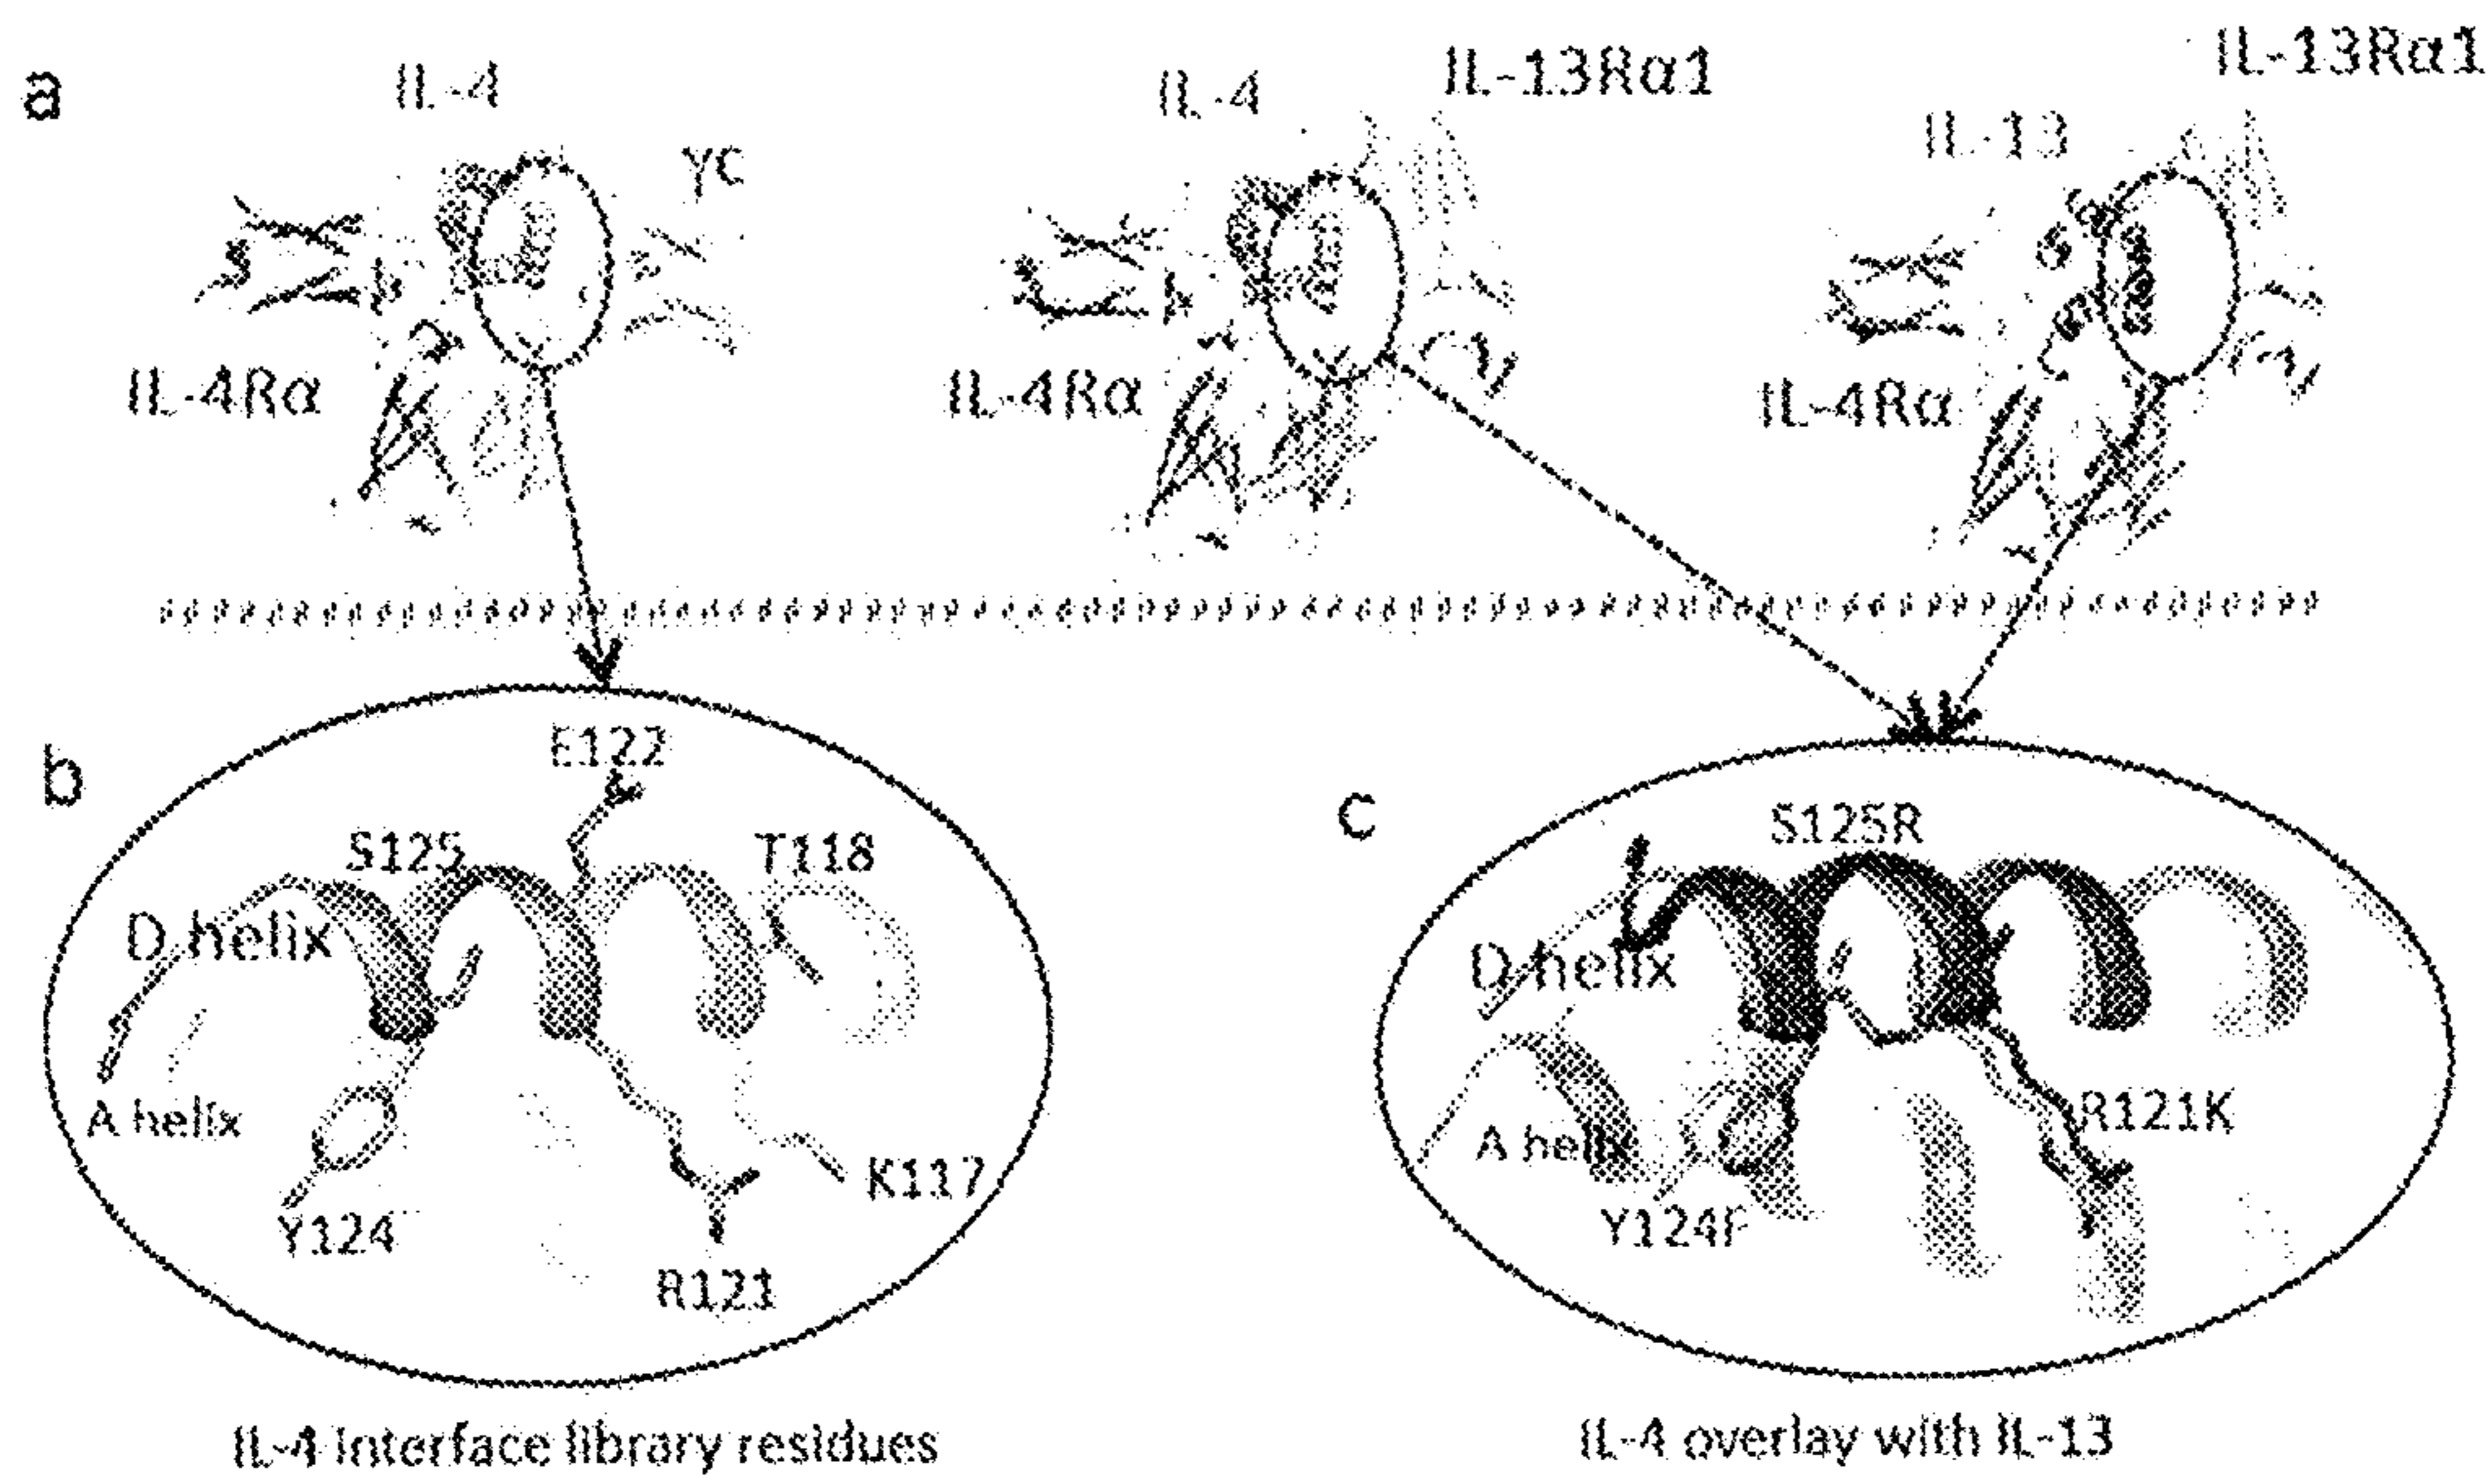 a
IL-4
γc
IL-4Rα
IL-4
IL-13Rα1
IL-4Rα
IL-13
IL-13Rα1
IL-4Rα
b
E122
S125
T118
D helix
A helix
K117
Y124
R121
IL-4 Interface library residues
c
S125R
D helix
R121K
A helix
Y124F
IL-4 overlay with IL-13